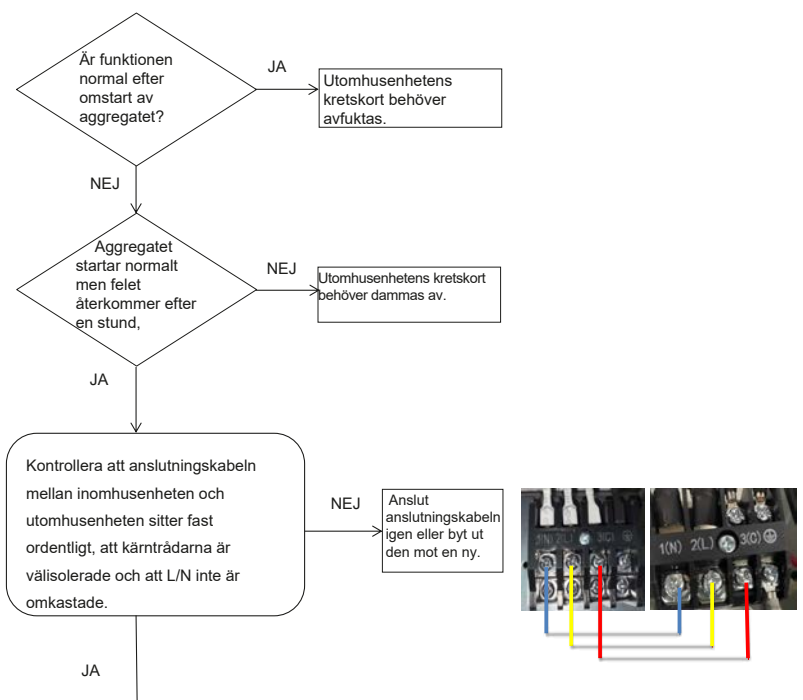 Är funktionen
normal efter
omstart av
aggregatet?
JA
Utomhusenhetens
kretskort behöver
avfuktas.
NEJ
Aggregatet
startar normalt
men felet
återkommer efter
en stund,
NEJ
Utomhusenhetens kretskort
behöver dammas av.
JA
Kontrollera att anslutningskabeln
mellan inomhusenheten och
utomhusenheten sitter fast
ordentligt, att kärntrådarna är
välisolerade och att L/N inte är
omkastade.
NEJ
Anslut
anslutningskabeln
igen eller byt ut
den mot en ny.
1(N) 2(L) 3(C)
1(N) 2(L) 3(C)
JA